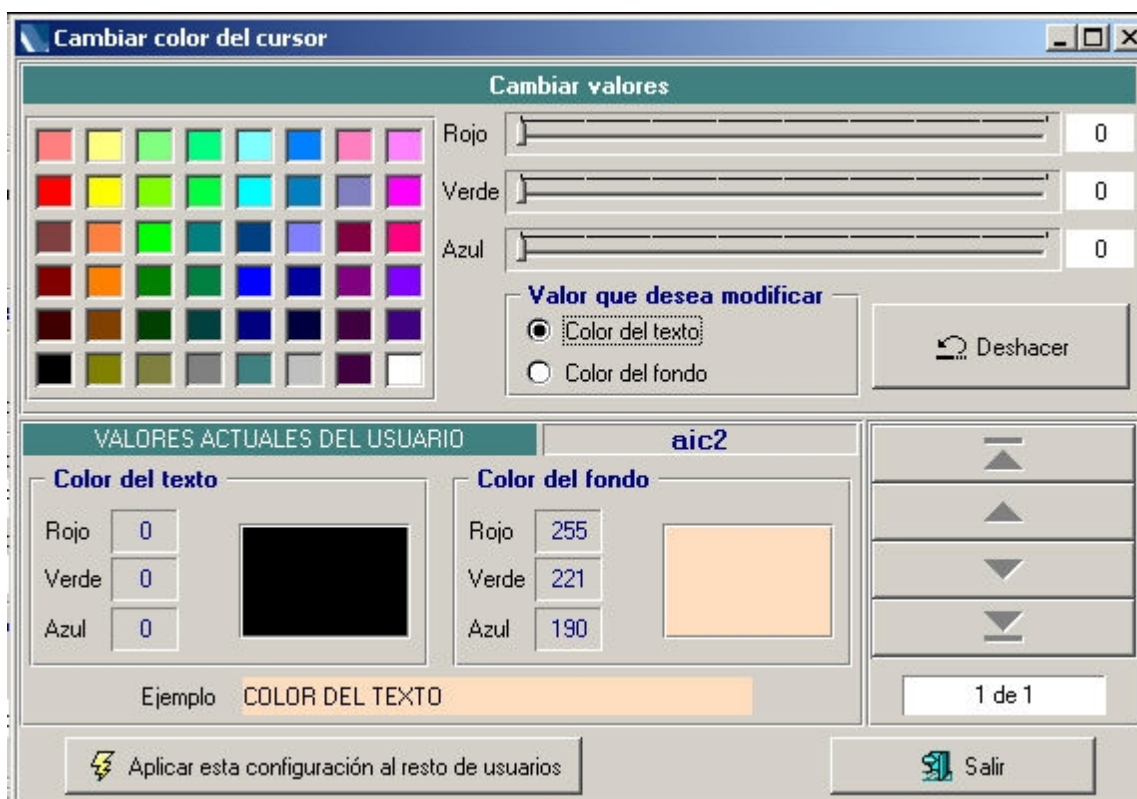 Cambiar color del cursor
Cambiar valores
Rojo 0
Verde 0
Azul 0
Valor que desea modificar
Color del texto
Color del fondo
Deshacer
VALORES ACTUALES DEL USUARIO aic2
Color del texto Color del fondo
Rojo 0 Rojo 255
Verde 0 Verde 221
Azul 0 Azul 190
Ejemplo COLOR DEL TEXTO
1 de 1
Aplicar esta configuración al resto de usuarios Salir